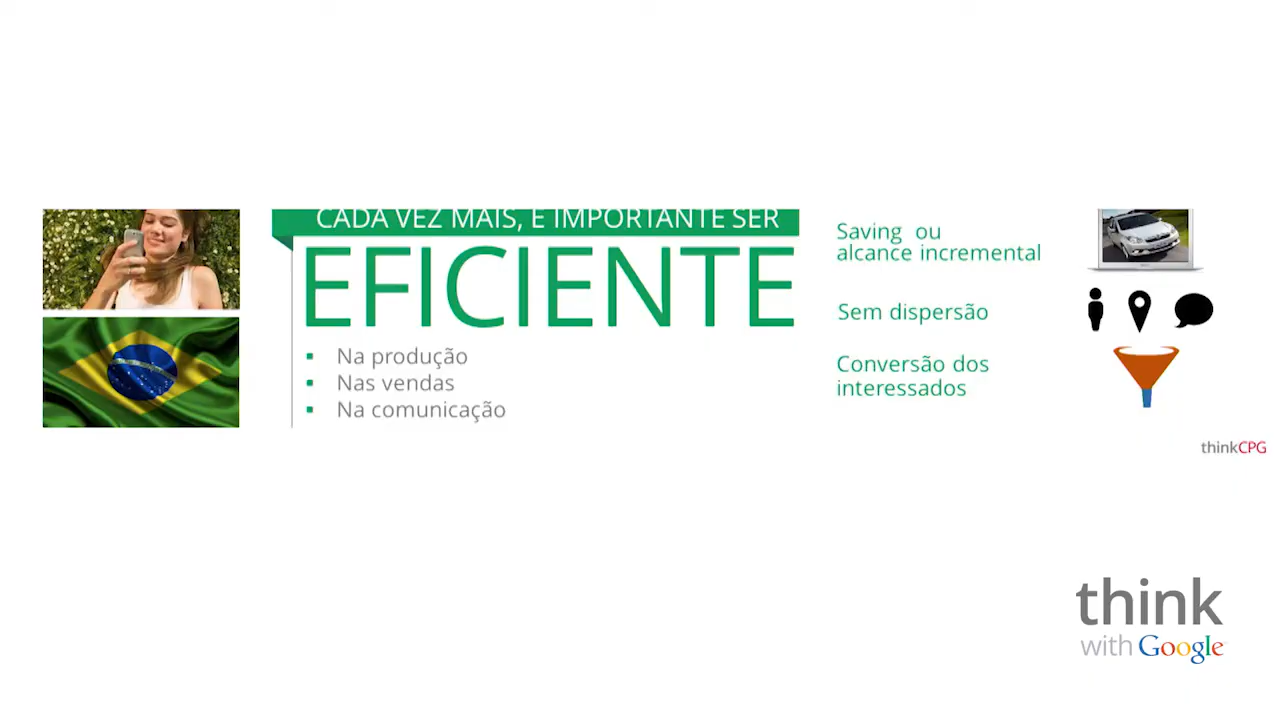 CADA VEZ MAIS, É IMPORTANTE SER
EFICIENTE
▪ Na produção
▪ Nas vendas
▪ Na comunicação
Saving ou
alcance incremental
Sem dispersão
Conversão dos
interessados
thinkCPG
think
with Google